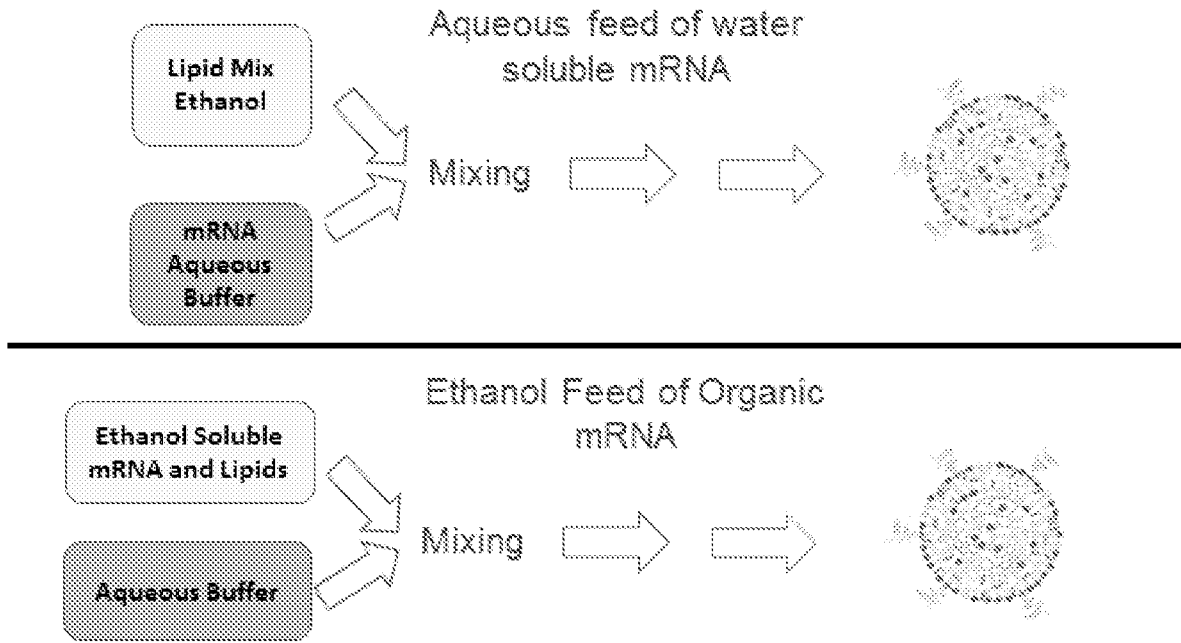 Aqueous feed of water
soluble mRNA
Lipid Mix
Ethanol
mRNA
Aqueous
Buffer
Mixing
Ethanol Feed of Organic
mRNA
Ethanol Soluble
mRNA and Lipids
Aqueous Buffer
Mixing